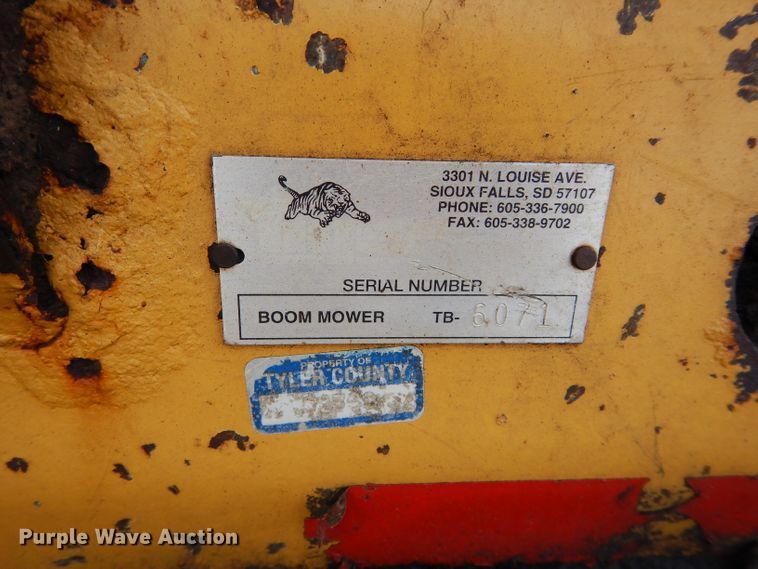 3301 N. LOUISE AVE.
SIOUX FALLS, SD 57107
PHONE: 605-336-7900
FAX: 605-338-9702
SERIAL NUMBER
BOOM MOWER TB- 6071
PROPERTY OF
TYLER COUNTY
Purple Wave Auction